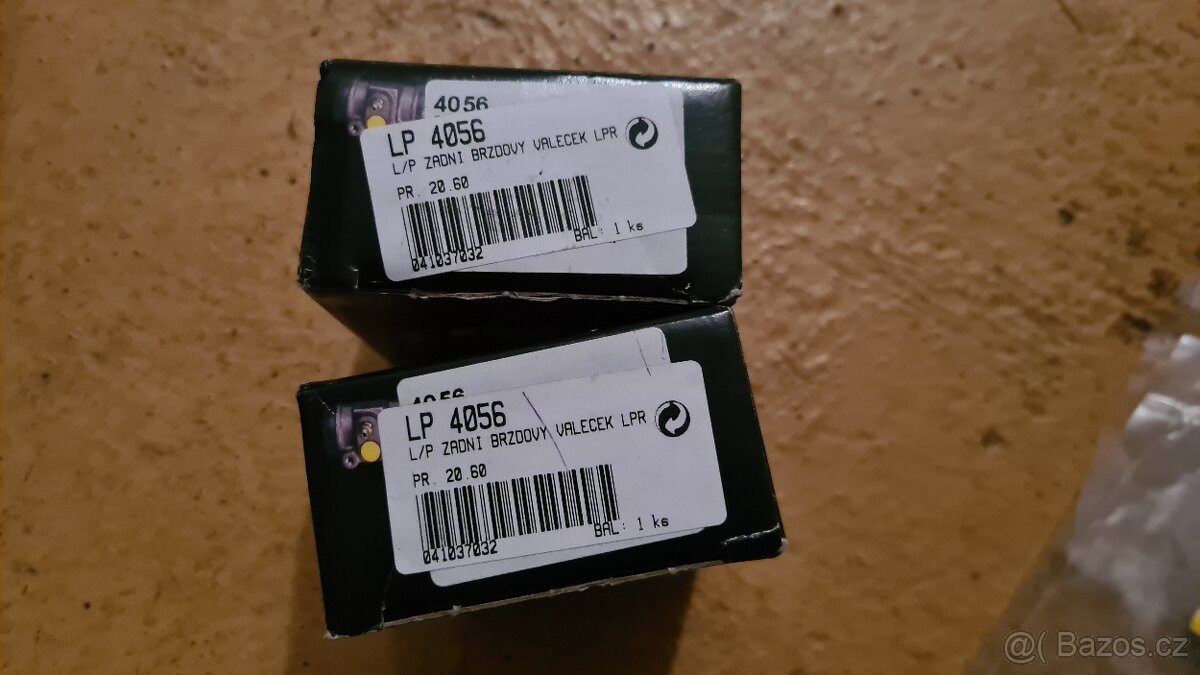 4056
LP 4056
L/P ZADNI BRZDOVY VALECEK LPR
PR. 20.60
BAL: 1 ks
041037032
4056
LP 4056
L/P ZADNI BRZDOVY VALECEK LPR
PR. 20.60
BAL: 1 ks
041037032
@( Bazos.cz